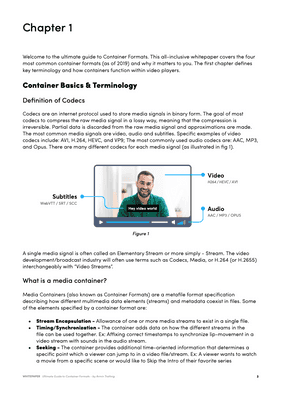 Chapter 1
Welcome to the ultimate guide to Container Formats. This all-inclusive whitepaper covers the four
most common container formats (as of 2019) and why it matters to you. The first chapter defines
key terminology and how containers function within video players.
Container Basics & Terminology
Definition of Codecs
Codecs are an internet protocol used to store media signals in binary form. The goal of most
codecs to compress the raw media signal in a lossy way, meaning that the compression is
irreversible. Partial data is discarded from the raw media signal and approximations are made.
The most common media signals are video, audio and subtitles. Specific examples of video
codecs include: AV1, H.264, HEVC, and VP9; The most commonly used audio codecs are: AAC, MP3,
and Opus. There are many different codecs for each media signal (as illustrated in fig 1).
Video
H264 / HEVC / AV1
Subtitles
WebVTT / SRT / SCC
Hey video world
Audio
AAC / MP3 / OPUS
Figure 1
A single media signal is often called an Elementary Stream or more simply - Stream. The video
development/broadcast industry will often use terms such as Codecs, Media, or H.264 (or H.265S)
interchangeably with "Video Streams".
What is a media container?
Media Containers (also known as Container Formats) are a metafile format specification
describing how different multimedia data elements (streams) and metadata coexist in files. Some
of the elements specified by a container format are:
• Stream Encapsulation - Allowance of one or more media streams to exist in a single file.
• Timing/Synchronization - The container adds data on how the different streams in the
file can be used together. Ex: Affixing correct timestamps to synchronize lip-movement in a
video stream with sounds in the audio stream.
• Seeking - The container provides additional time-oriented information that determines a
specific point which a viewer can jump to in a video file/stream. Ex: A viewer wants to watch
a movie from a specific scene or would like to Skip the Intro of their favorite series